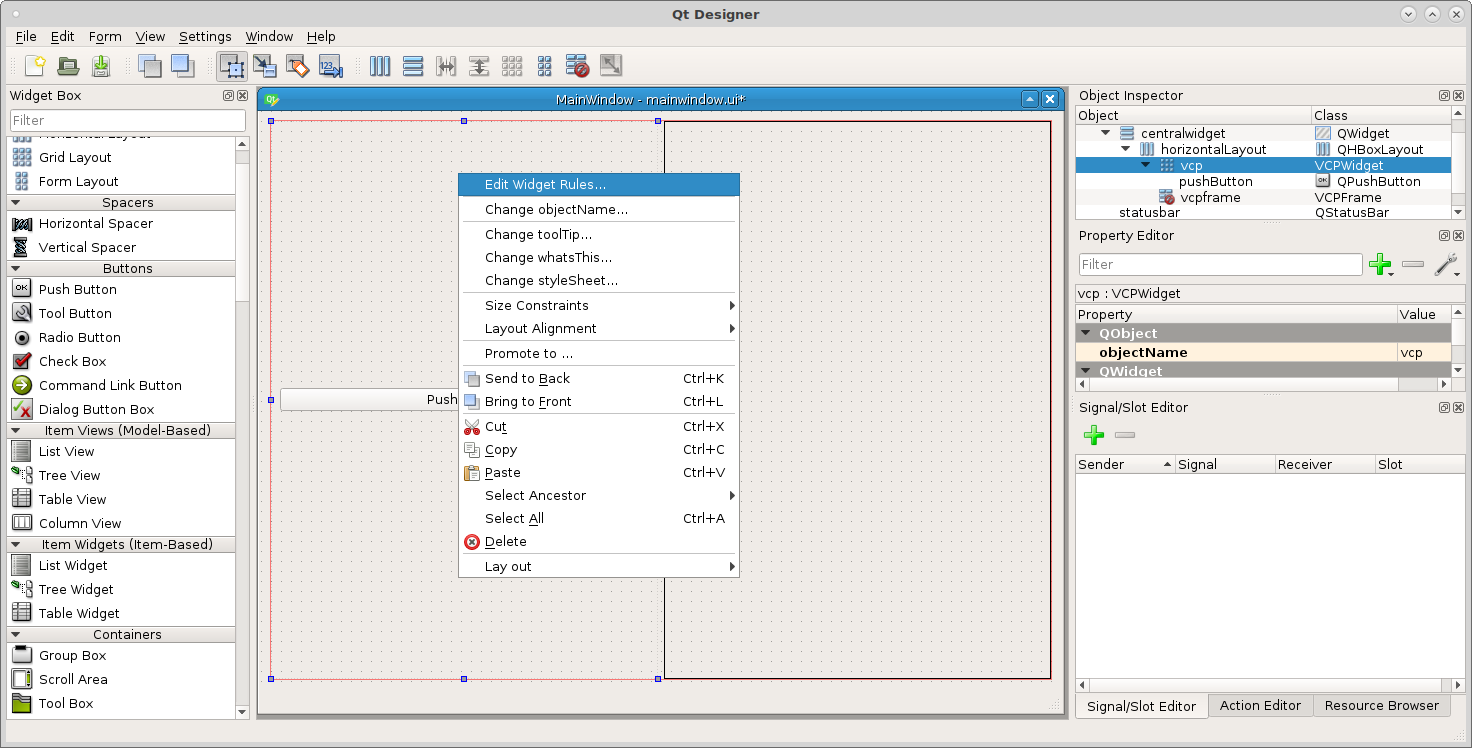 Qt Designer
File Edit Form View Settings Window Help
123
Widget Box
Filter
Grid Layout
Form Layout
Spacers
Horizontal Spacer
Vertical Spacer
Buttons
OK Push Button
Tool Button
Radio Button
Check Box
Command Link Button
Dialog Button Box
Item Views (Model-Based)
List View
Tree View
Table View
Column View
Item Widgets (Item-Based)
List Widget
Tree Widget
Table Widget
Containers
Group Box
Scroll Area
Tool Box
MainWindow - mainwindow.ui*
Push
Edit Widget Rules...
Change objectName...
Change toolTip...
Change whatsThis...
Change styleSheet...
Size Constraints
Layout Alignment
Promote to ...
Send to Back Ctrl+K
Bring to Front Ctrl+L
Cut Ctrl+X
Copy Ctrl+C
Paste Ctrl+V
Select Ancestor
Select All Ctrl+A
Delete
Lay out
Object Inspector
Object Class
centralwidget QWidget
horizontalLayout QHBoxLayout
vcp VCPWidget
pushButton OK QPushButton
vcpframe VCPFrame
statusbar QStatusBar
Property Editor
Filter
vcp : VCPWidget
Property Value
QObject
objectName vcp
QWidget
Signal/Slot Editor
Sender Signal Receiver Slot
Signal/Slot Editor Action Editor Resource Browser